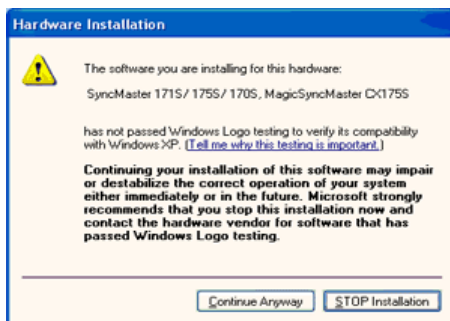 Hardware Installation
The software you are installing for this hardware:
SyncMaster 171S/ 175S/ 170S, MagicSyncMaster CX175S
has not passed Windows Logo testing to verify its compatibility
with Windows XP. (Tell me why this testing is important.)
Continuing your installation of this software may impair
or destabilize the correct operation of your system
either immediately or in the future. Microsoft strongly
recommends that you stop this installation now and
contact the hardware vendor for software that has
passed Windows Logo testing.
Continue Anyway STOP Installation